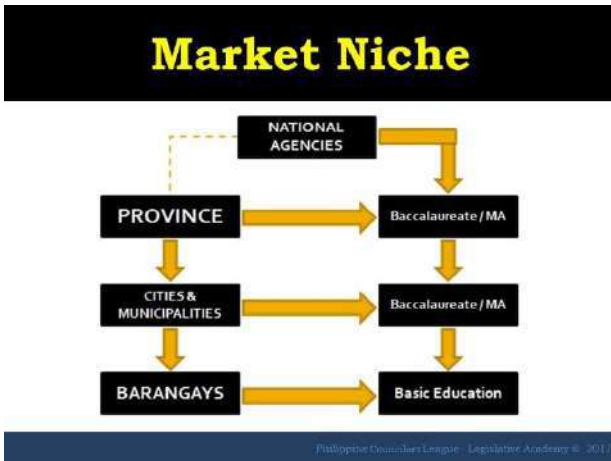 Market Niche
NATIONAL
AGENCIES
PROVINCE
Baccalaureate / MA
CITIES &
MUNICIPALITIES
Baccalaureate / MA
BARANGAYS
Basic Education
Philippine Councilors League - Legislative Academy ©